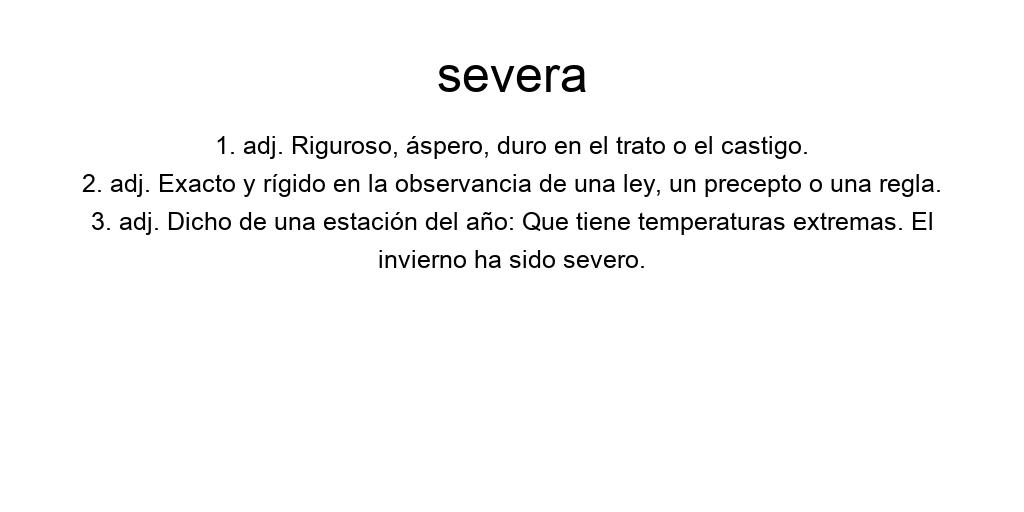 severa
1. adj. Riguroso, áspero, duro en el trato o el castigo.
2. adj. Exacto y rígido en la observancia de una ley, un precepto o una regla.
3. adj. Dicho de una estación del año: Que tiene temperaturas extremas. El
invierno ha sido severo.